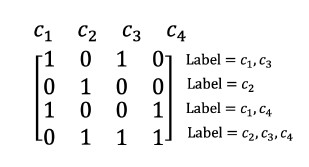 c₁ c₂ c₃ c₄
1 0 1 0 Label = c₁, c₃
0 1 0 0 Label = c₂
1 0 0 1 Label = c₁, c₄
0 1 1 1 Label = c₂, c₃, c₄